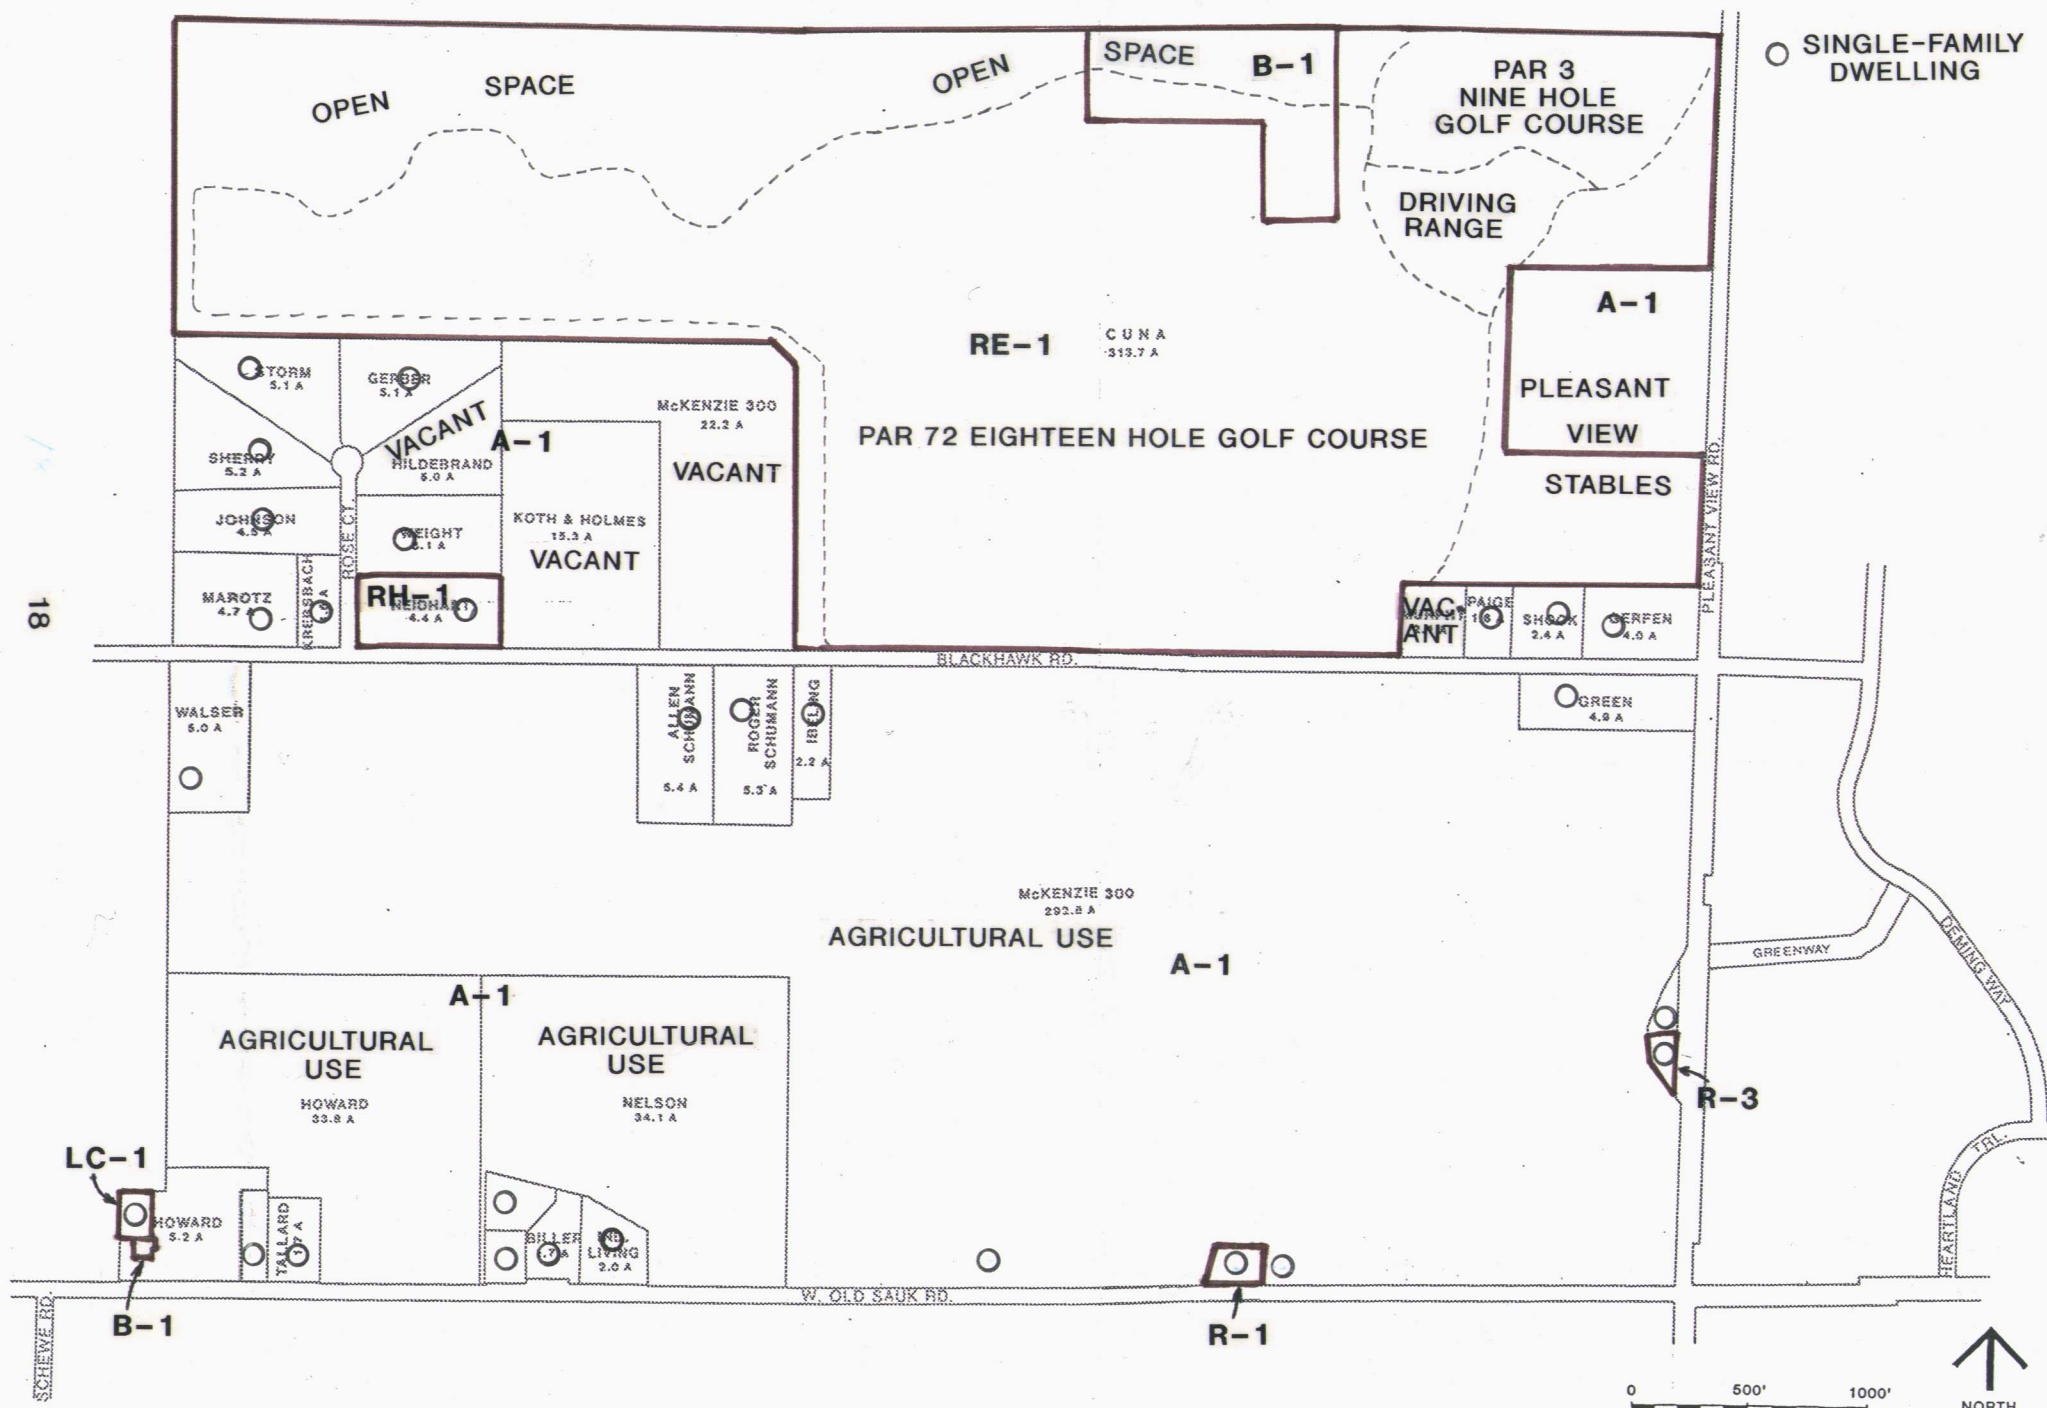 SINGLE-FAMILY
DWELLING
OPEN
SPACE
OPEN
SPACE
B-1
PAR 3
NINE HOLE
GOLF COURSE
DRIVING
RANGE
A-1
PLEASANT
VIEW
STABLES
RE-1
CUNA
313.7 A
PAR 72 EIGHTEEN HOLE GOLF COURSE
STORM
5.1 A
GERBER
5.1 A
VACANT
A-1
HILDEBRAND
5.0 A
SHERRY
5.2 A
McKENZIE 300
22.2 A
VACANT
JOHNSON
ROSE CT.
WEIGHT
KOTH & HOLMES
15.3 A
VACANT
MAROTZ
4.7 A
RH-1
4.4 A
VAC-
ANT
PAIGE
SHOOK
2.4 A
GERFEN
4.0 A
PLEASANT VIEW RD.
18
BLACKHAWK RD.
WALSER
5.0 A
ALLEN
SCHUMANN
5.4 A
ROGER
SCHUMANN
5.3 A
IBELING
2.2 A
GREEN
4.9 A
McKENZIE 300
292.8 A
AGRICULTURAL USE
A-1
GREENWAY
DEMING WAY
A-1
AGRICULTURAL
USE
HOWARD
33.8 A
AGRICULTURAL
USE
NELSON
34.1 A
R-3
HEARTLAND TRL.
LC-1
HOWARD
5.2 A
TALLARD
BILLER
LIVING
2.0 A
W. OLD SAUK RD.
SCHEWE RD.
B-1
R-1
0 500' 1000'
NORTH